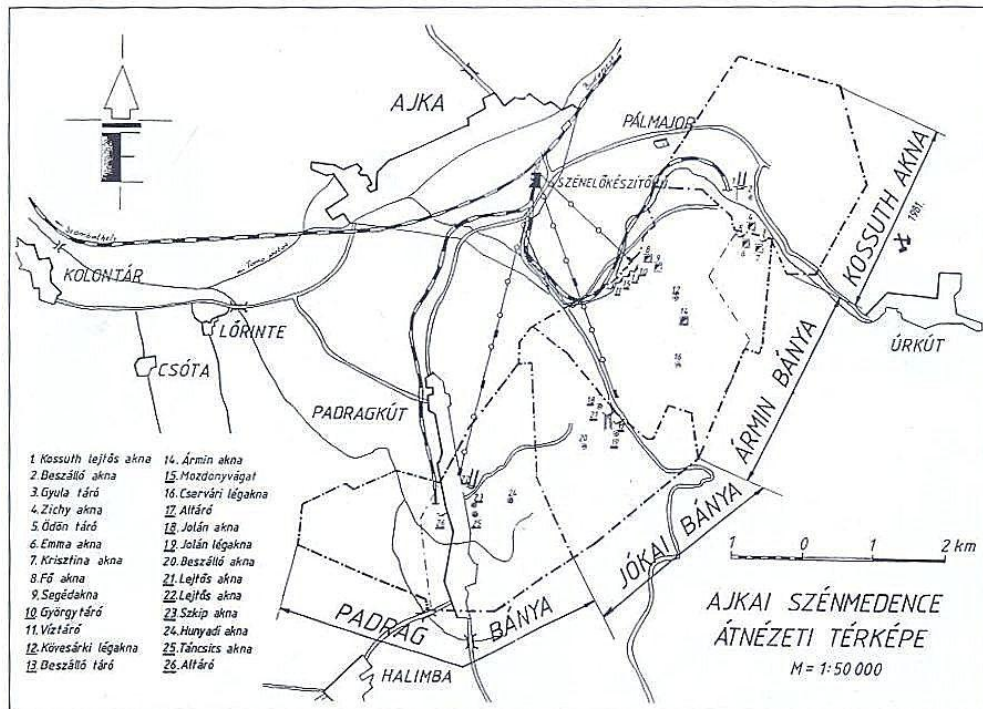 AJKA
PÁLMAJOR
SZÉNELŐKÉSZÍTŐMŰ
KOSSUTH AKNA
1961.
KOLONTÁR
LŐRINTE
CSÓTA
PADRAGKÚT
ÚRKÚT
ÁRMIN BÁNYA
JÓKAI BÁNYA
PADRAG BÁNYA
HALIMBA
1 Kossuth lejtős akna
2. Beszálló akna
3. Gyula táró
4. Zichy akna
5. Ödön táró
6. Emma akna
7. Krisztina akna
8. Fő akna
9. Segédakna
10 György táró
11. Víztáró
12. Kövesárki légakna
13 Beszálló táró
14. Ármin akna
15. Mozdonyvágat
16. Cservári légakna
17 Altáró
18 Jolán akna
19 Jolán légakna
20. Beszálló akna
21. Lejtős akna
22. Lejtős akna
23 Szkip akna
24. Hunyadi akna
25. Táncsics akna
26. Altáró
1 0 1 2 km
AJKAI SZÉNMEDENCE
ÁTNÉZETI TÉRKÉPE
M = 1:50 000